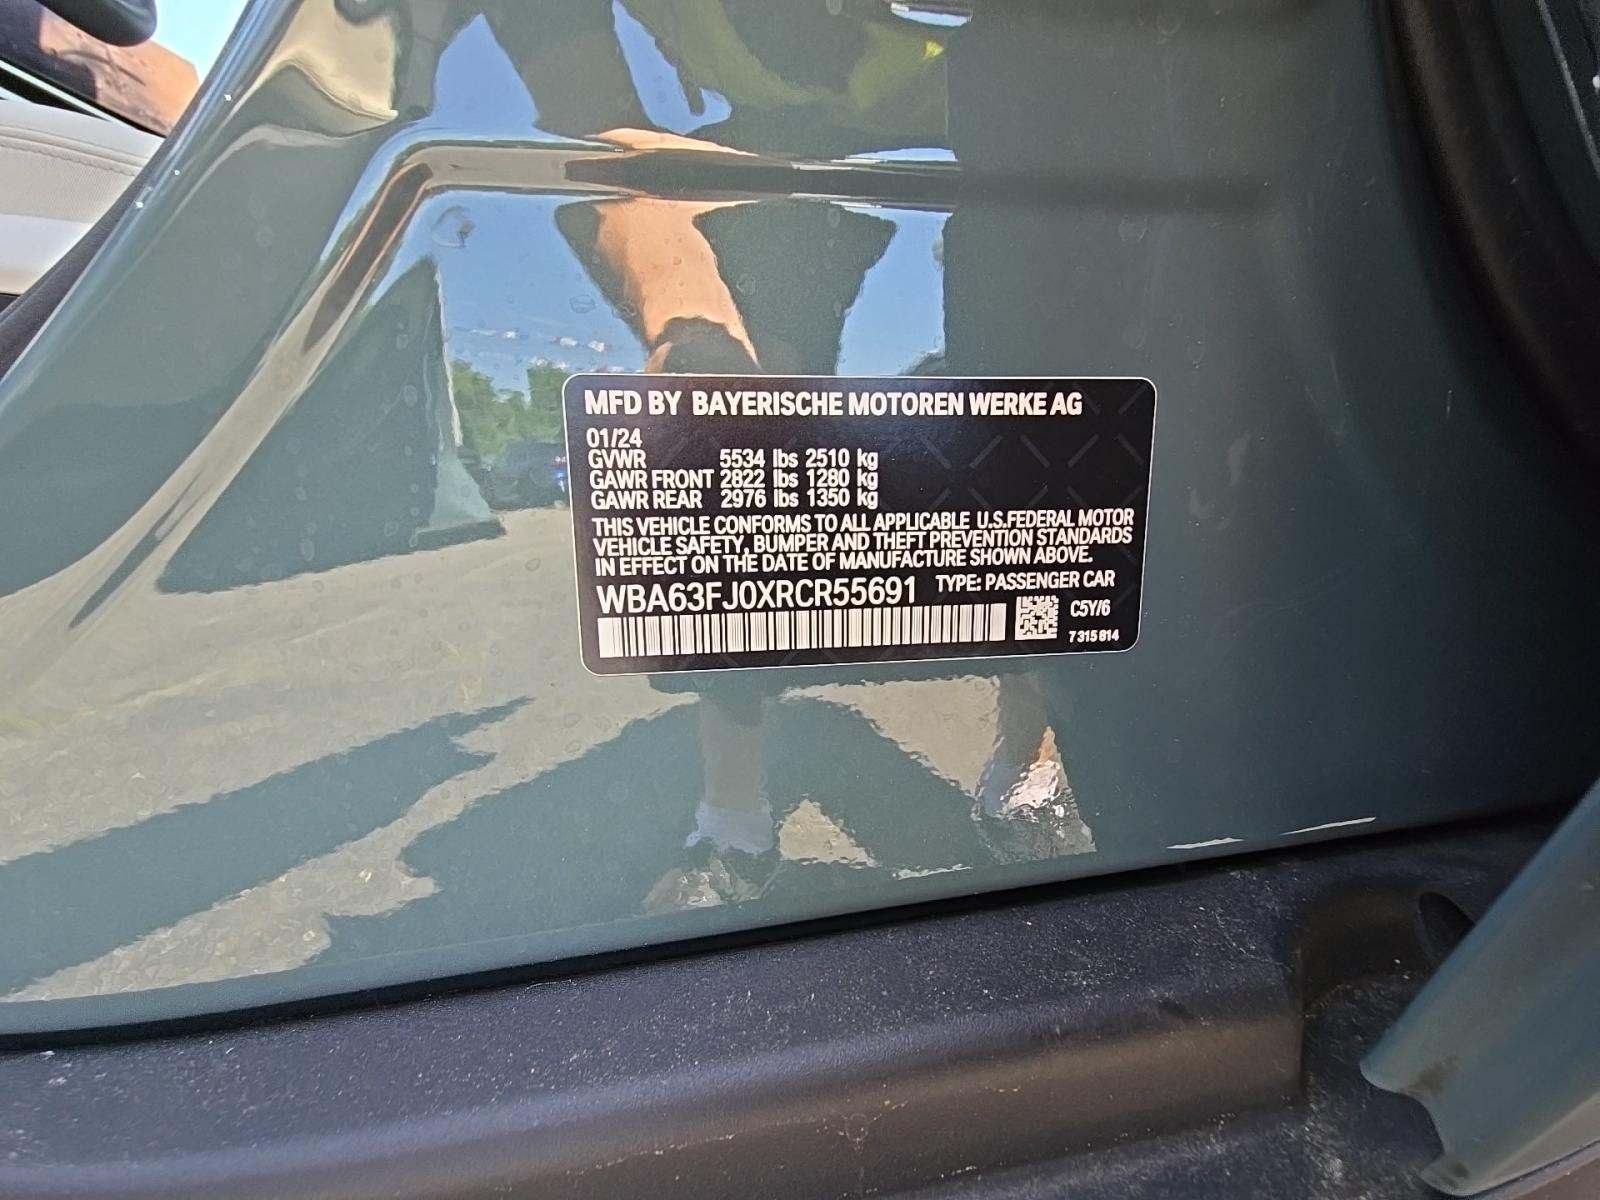 MFD BY BAYERISCHE MOTOREN WERKE AG
01/24
GVWR 5534 lbs 2510 kg
GAWR FRONT 2822 lbs 1280 kg
GAWR REAR 2976 lbs 1350 kg
THIS VEHICLE CONFORMS TO ALL APPLICABLE U.S.FEDERAL MOTOR
VEHICLE SAFETY, BUMPER AND THEFT PREVENTION STANDARDS
IN EFFECT ON THE DATE OF MANUFACTURE SHOWN ABOVE.
WBA63FJ0XRCR55691 TYPE: PASSENGER CAR
C5Y/6
7 315 814